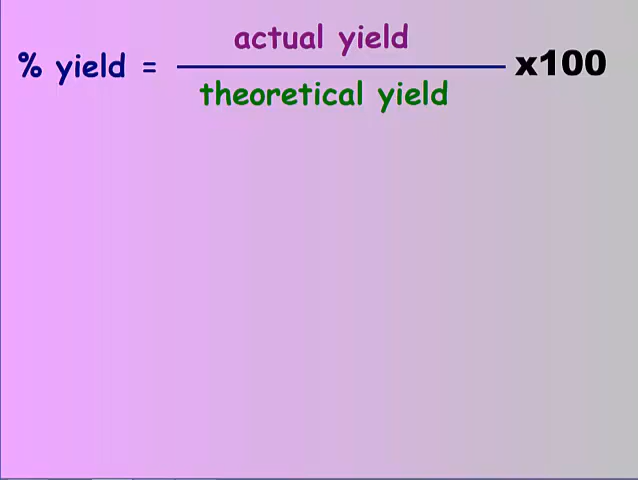 actual yield
% yield = x100
theoretical yield